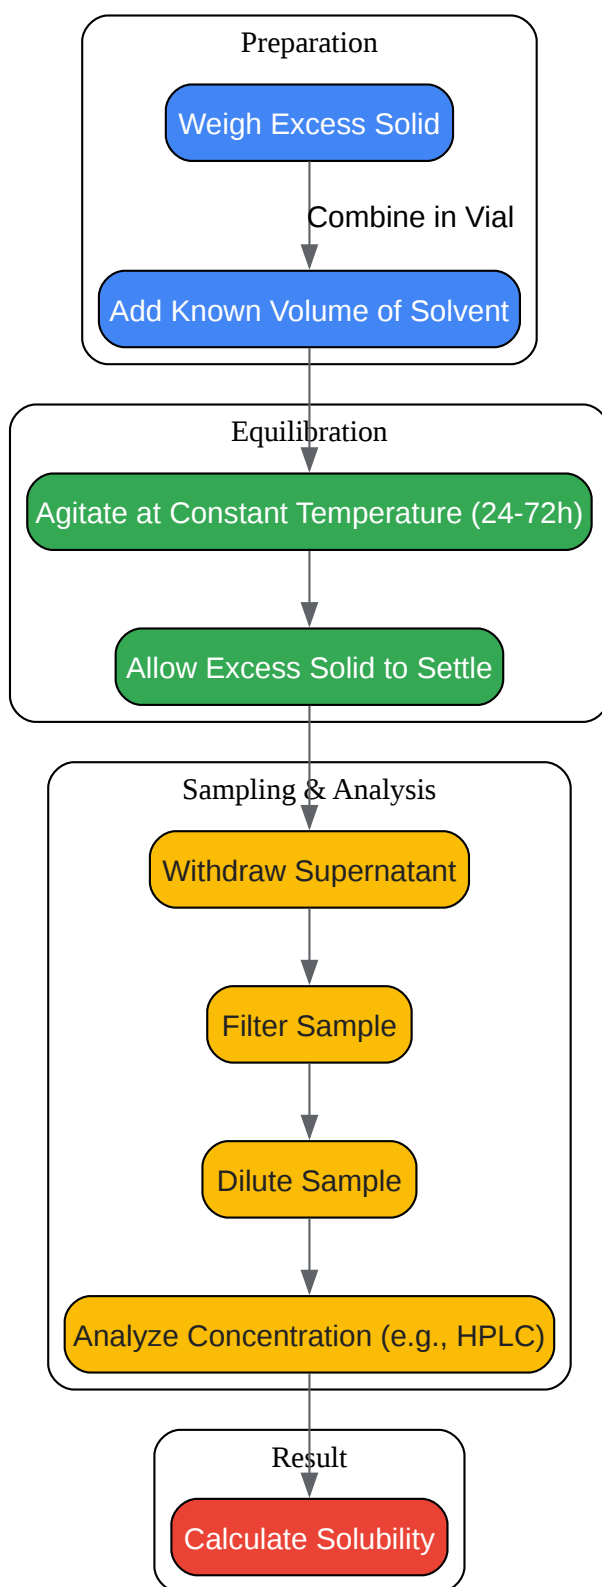 Preparation
Weigh Excess Solid
Combine in Vial
Add Known Volume of Solvent
Equilibration
Agitate at Constant Temperature (24-72h)
Allow Excess Solid to Settle
Sampling & Analysis
Withdraw Supernatant
Filter Sample
Dilute Sample
Analyze Concentration (e.g., HPLC)
Result
Calculate Solubility